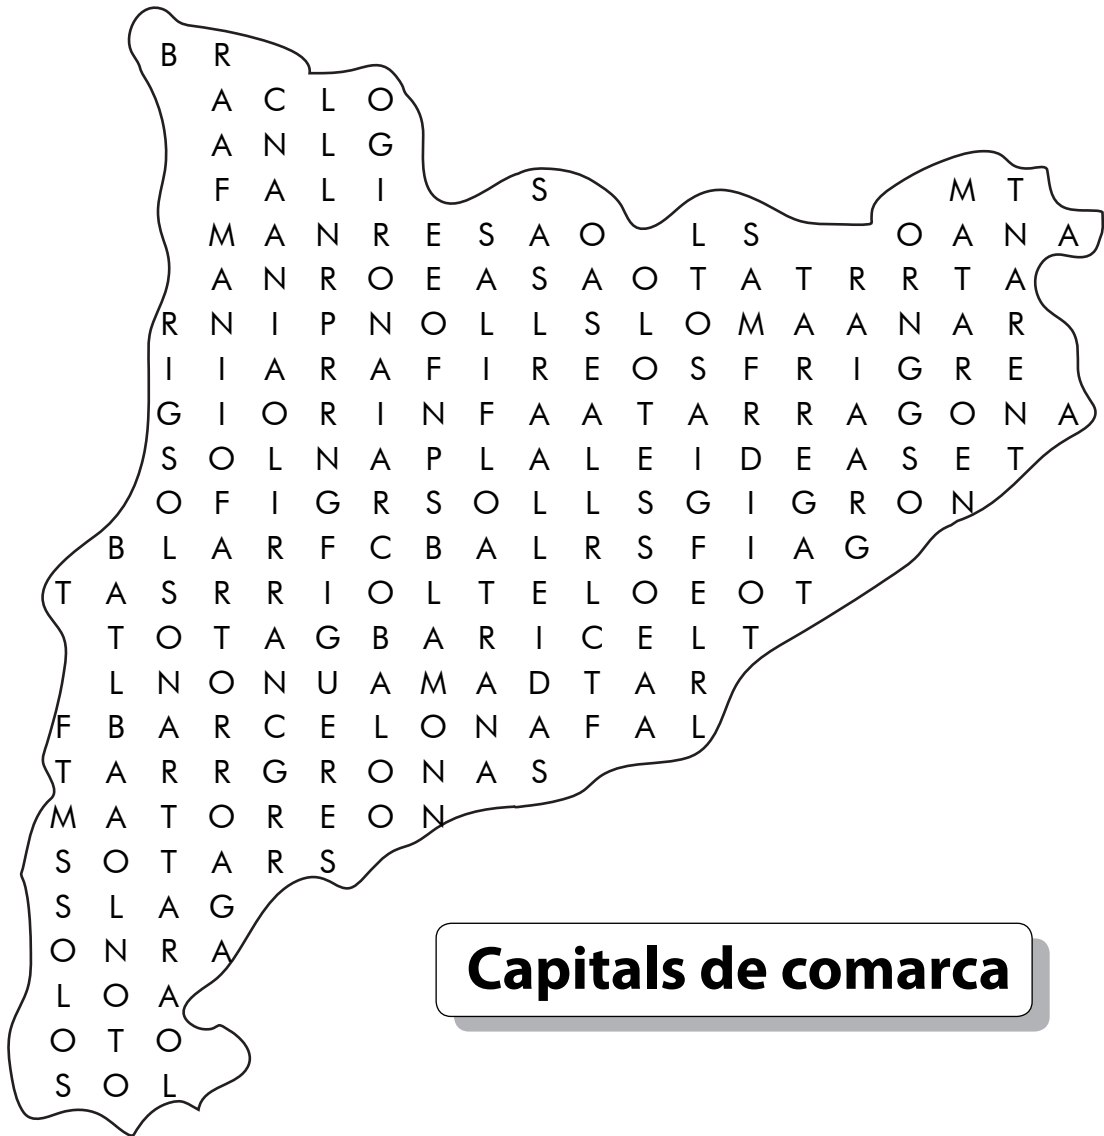 B R
A C L O
A N L G
F A L I S M T
M A N R E S A O L S O A N A
A N R O E A S A O T A T R R T A
R N I P N O L L S L O M A A N A R
I I A R A F I R E O S F R I G R E
G I O R I N F A A T A R R A G O N A
S O L N A P L A L E I D E A S E T
O F I G R S O L L S G I G R O N
B L A R F C B A L R S F I A G
T A S R R I O L T E L O E O T
T O T A G B A R I C E L T
L N O N U A M A D T A R
F B A R C E L O N A F A L
T A R R G R O N A S
M A T O R E O N
S O T A R S
S L A G
O N R A
L O A
O T O
S O L
Capitals de comarca